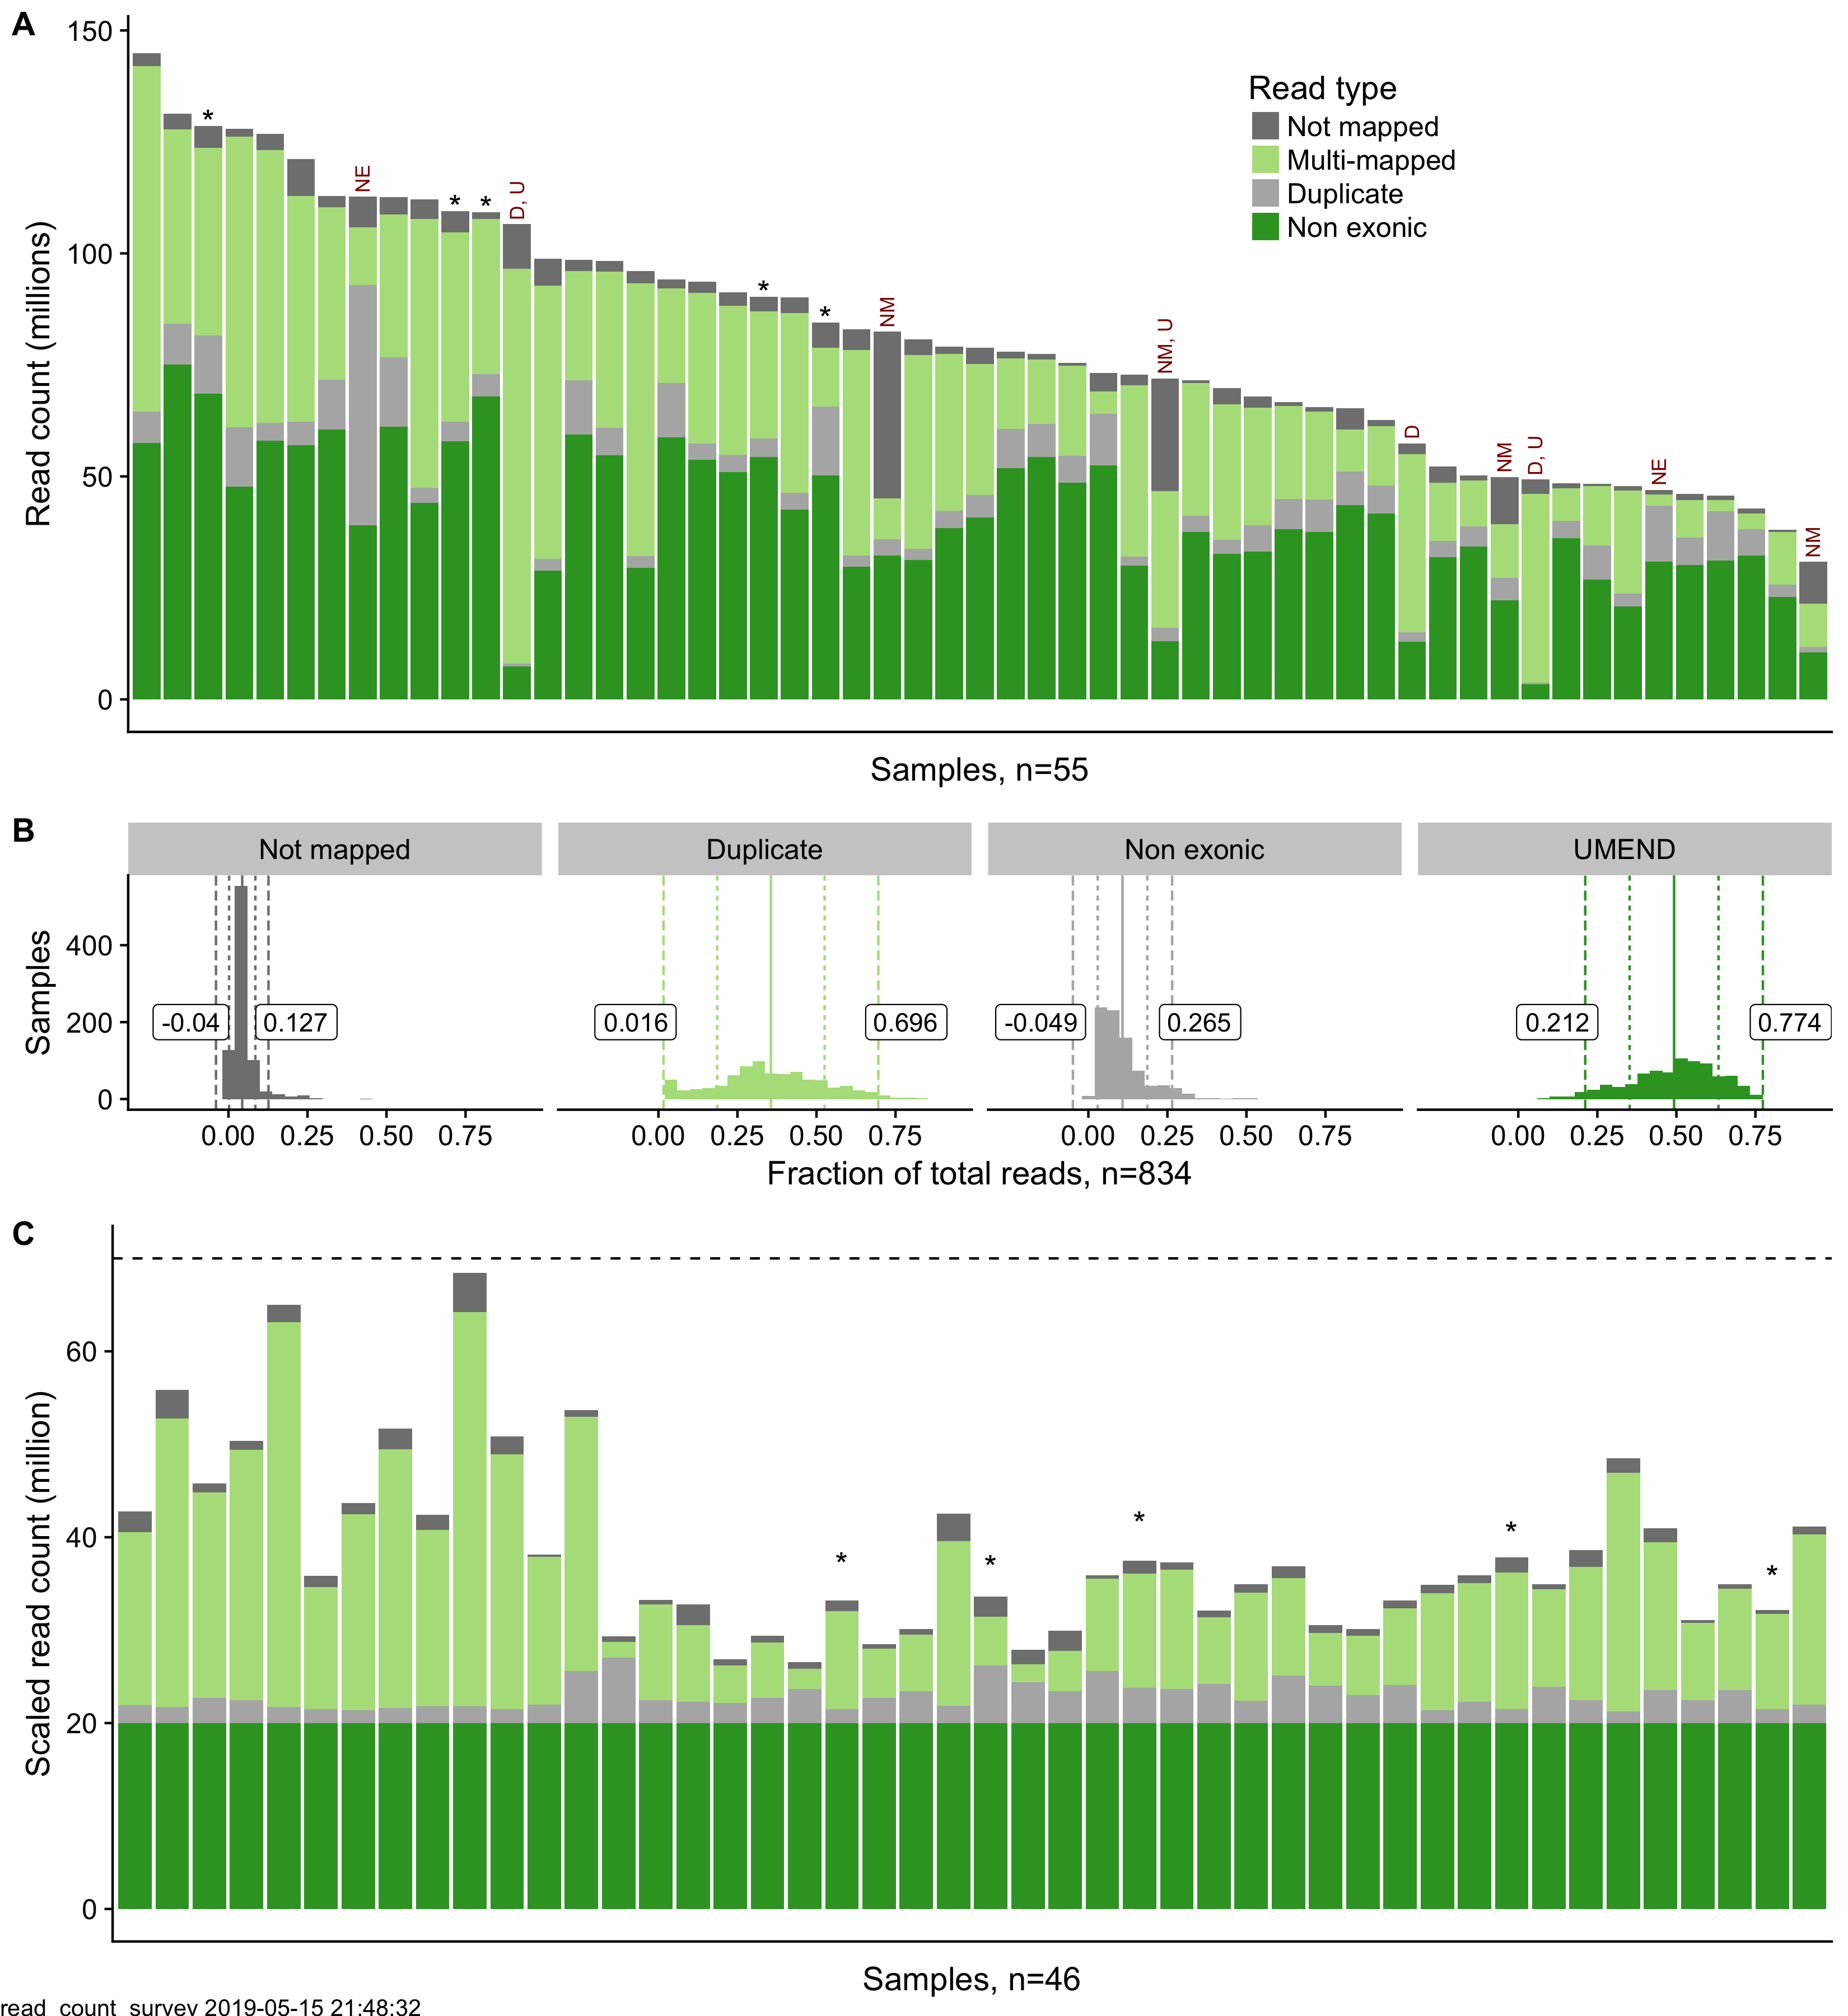 A
150
100
50
0
Read count (millions)
*
NE
*
*
D, U
*
*
NM
NM, U
D
NM
D, U
NE
NM
Read type
Not mapped
Multi-mapped
Duplicate
Non exonic
Samples, n=55
B
Not mapped
Duplicate
Non exonic
UMEND
Samples
400
200
0
-0.04
0.127
0.016
0.696
-0.049
0.265
0.212
0.774
0.00 0.25 0.50 0.75
0.00 0.25 0.50 0.75
0.00 0.25 0.50 0.75
0.00 0.25 0.50 0.75
Fraction of total reads, n=834
C
60
40
20
0
Scaled read count (million)
*
*
*
*
*
Samples, n=46
read_count_survey 2019-05-15 21:48:32